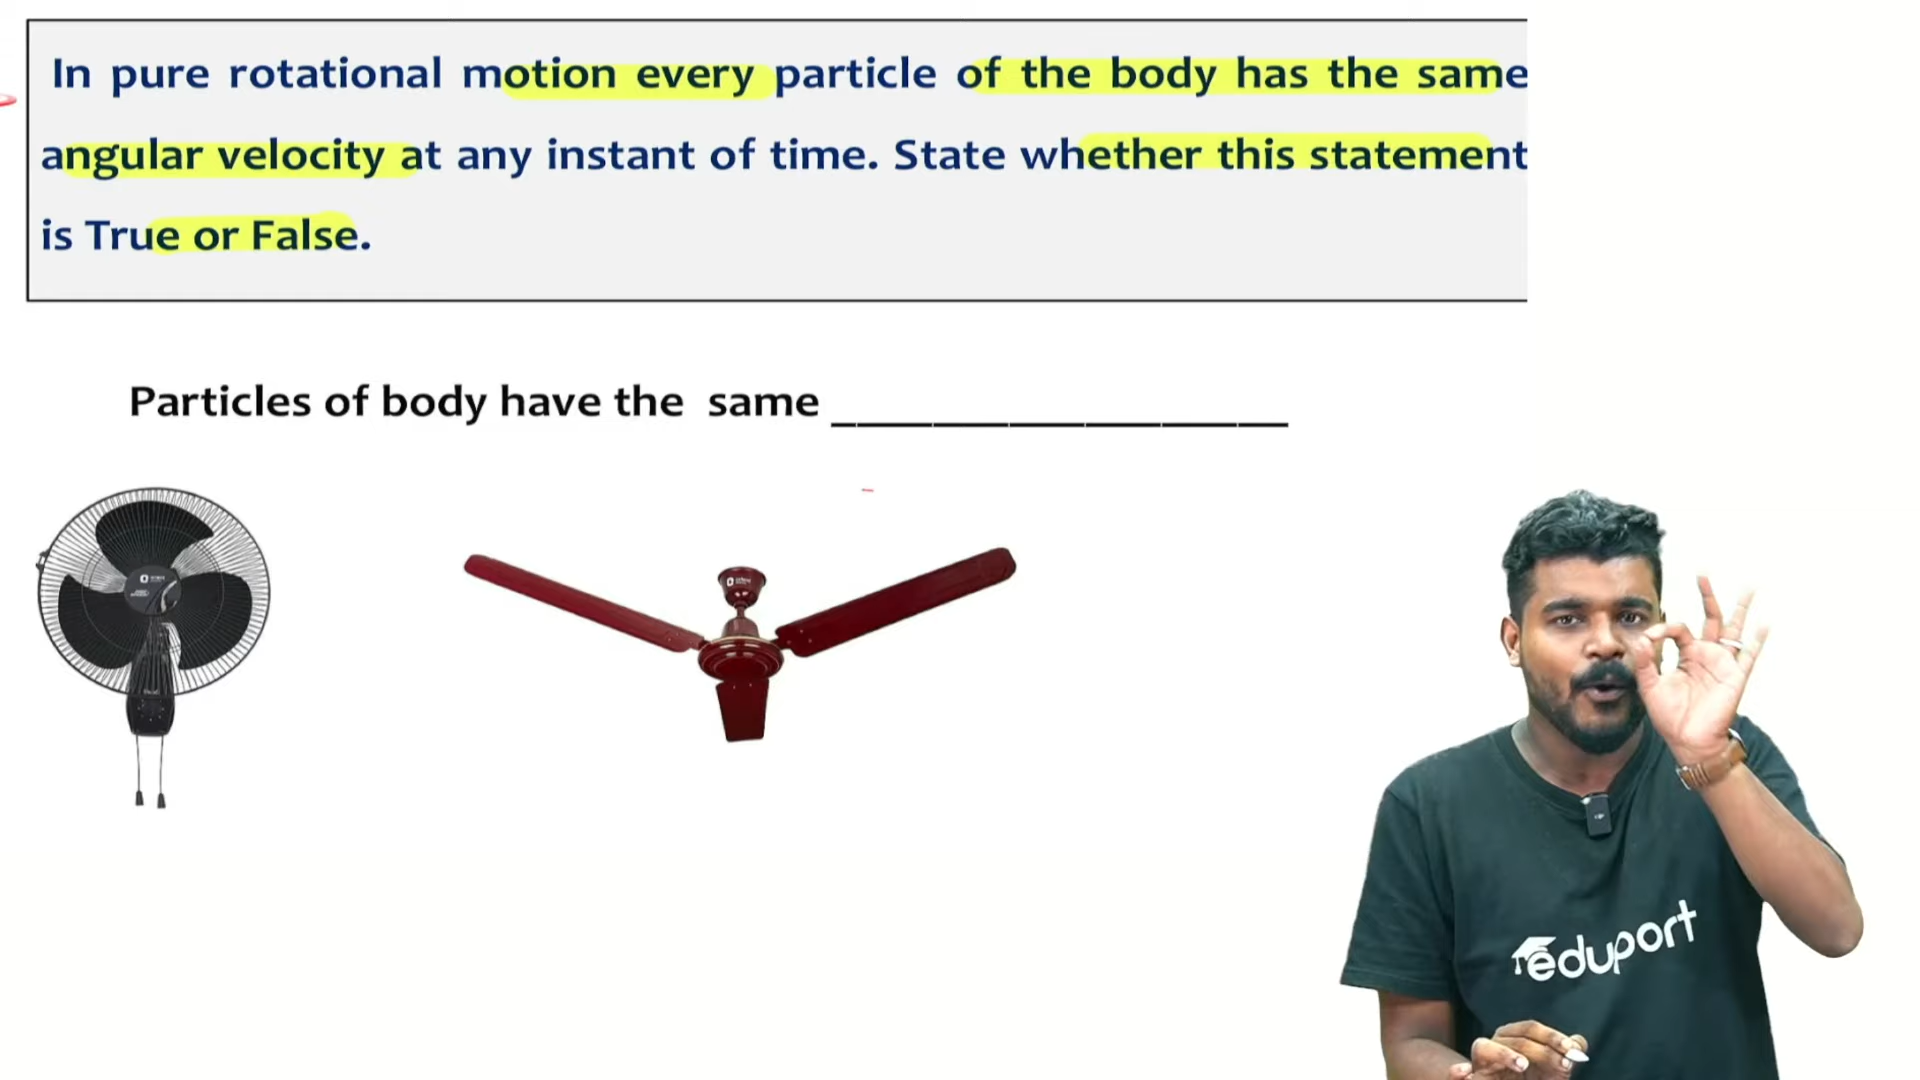 In pure rotational motion every particle of the body has the same
angular velocity at any instant of time. State whether this statement
is True or False.
Particles of body have the same __________________
eduport